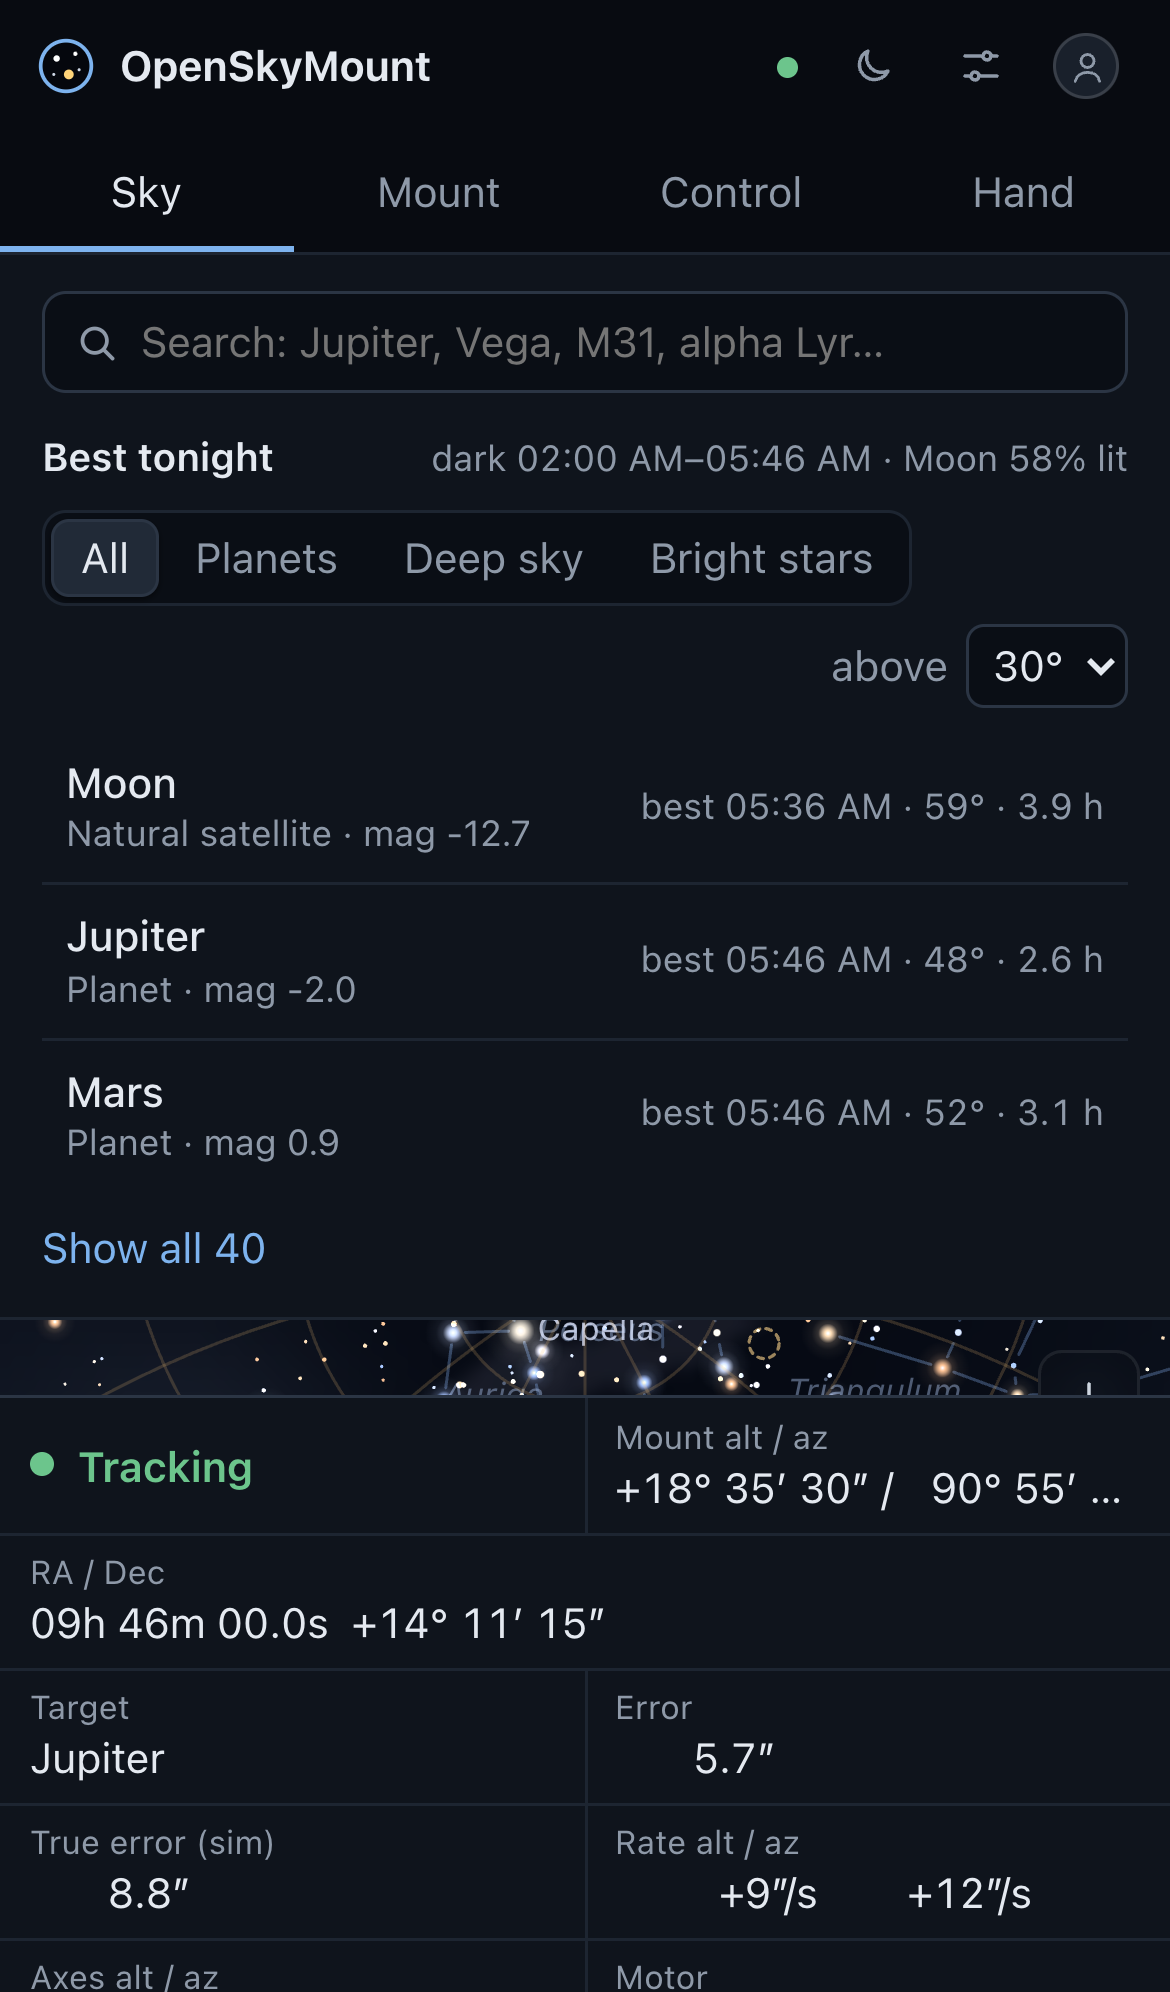 OpenSkyMount
Sky Mount Control Hand
Search: Jupiter, Vega, M31, alpha Lyr...
Best tonight dark 02:00 AM–05:46 AM · Moon 58% lit
All Planets Deep sky Bright stars
above 30°
Moon
Natural satellite · mag -12.7
best 05:36 AM · 59° · 3.9 h
Jupiter
Planet · mag -2.0
best 05:46 AM · 48° · 2.6 h
Mars
Planet · mag 0.9
best 05:46 AM · 52° · 3.1 h
Show all 40
Capella
Triangulum
Tracking
Mount alt / az
+18° 35′ 30″ / 90° 55′ ...
RA / Dec
09h 46m 00.0s +14° 11′ 15″
Target
Jupiter
Error
5.7″
True error (sim)
8.8″
Rate alt / az
+9″/s +12″/s
Axes alt / az
Motor